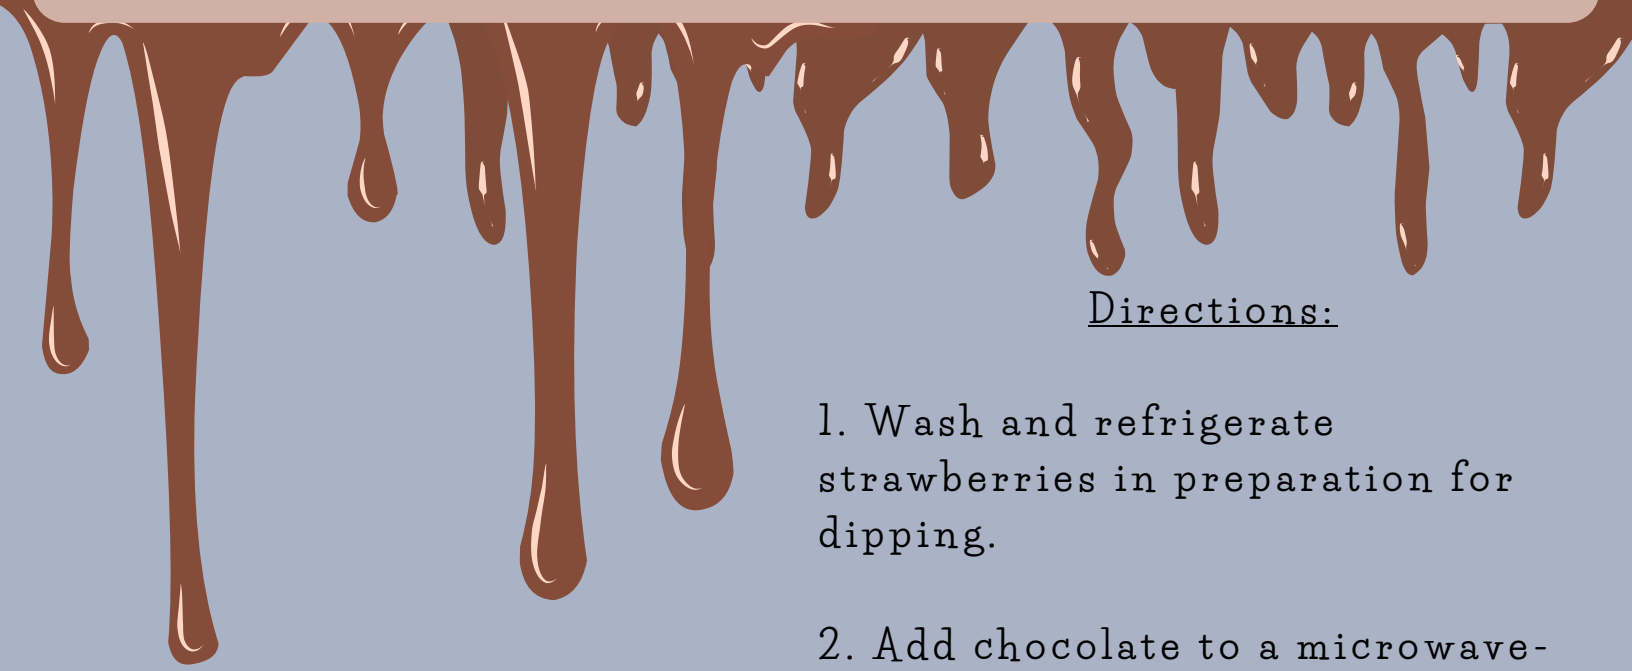 Directions:
1. Wash and refrigerate
strawberries in preparation for
dipping.
2. Add chocolate to a microwave-